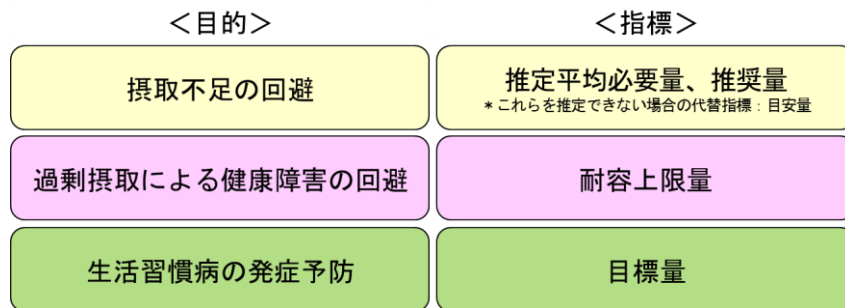 ＜目的＞ ＜指標＞
摂取不足の回避 推定平均必要量、推奨量
＊これらを推定できない場合の代替指標：目安量
過剰摂取による健康障害の回避 耐容上限量
生活習慣病の発症予防 目標量